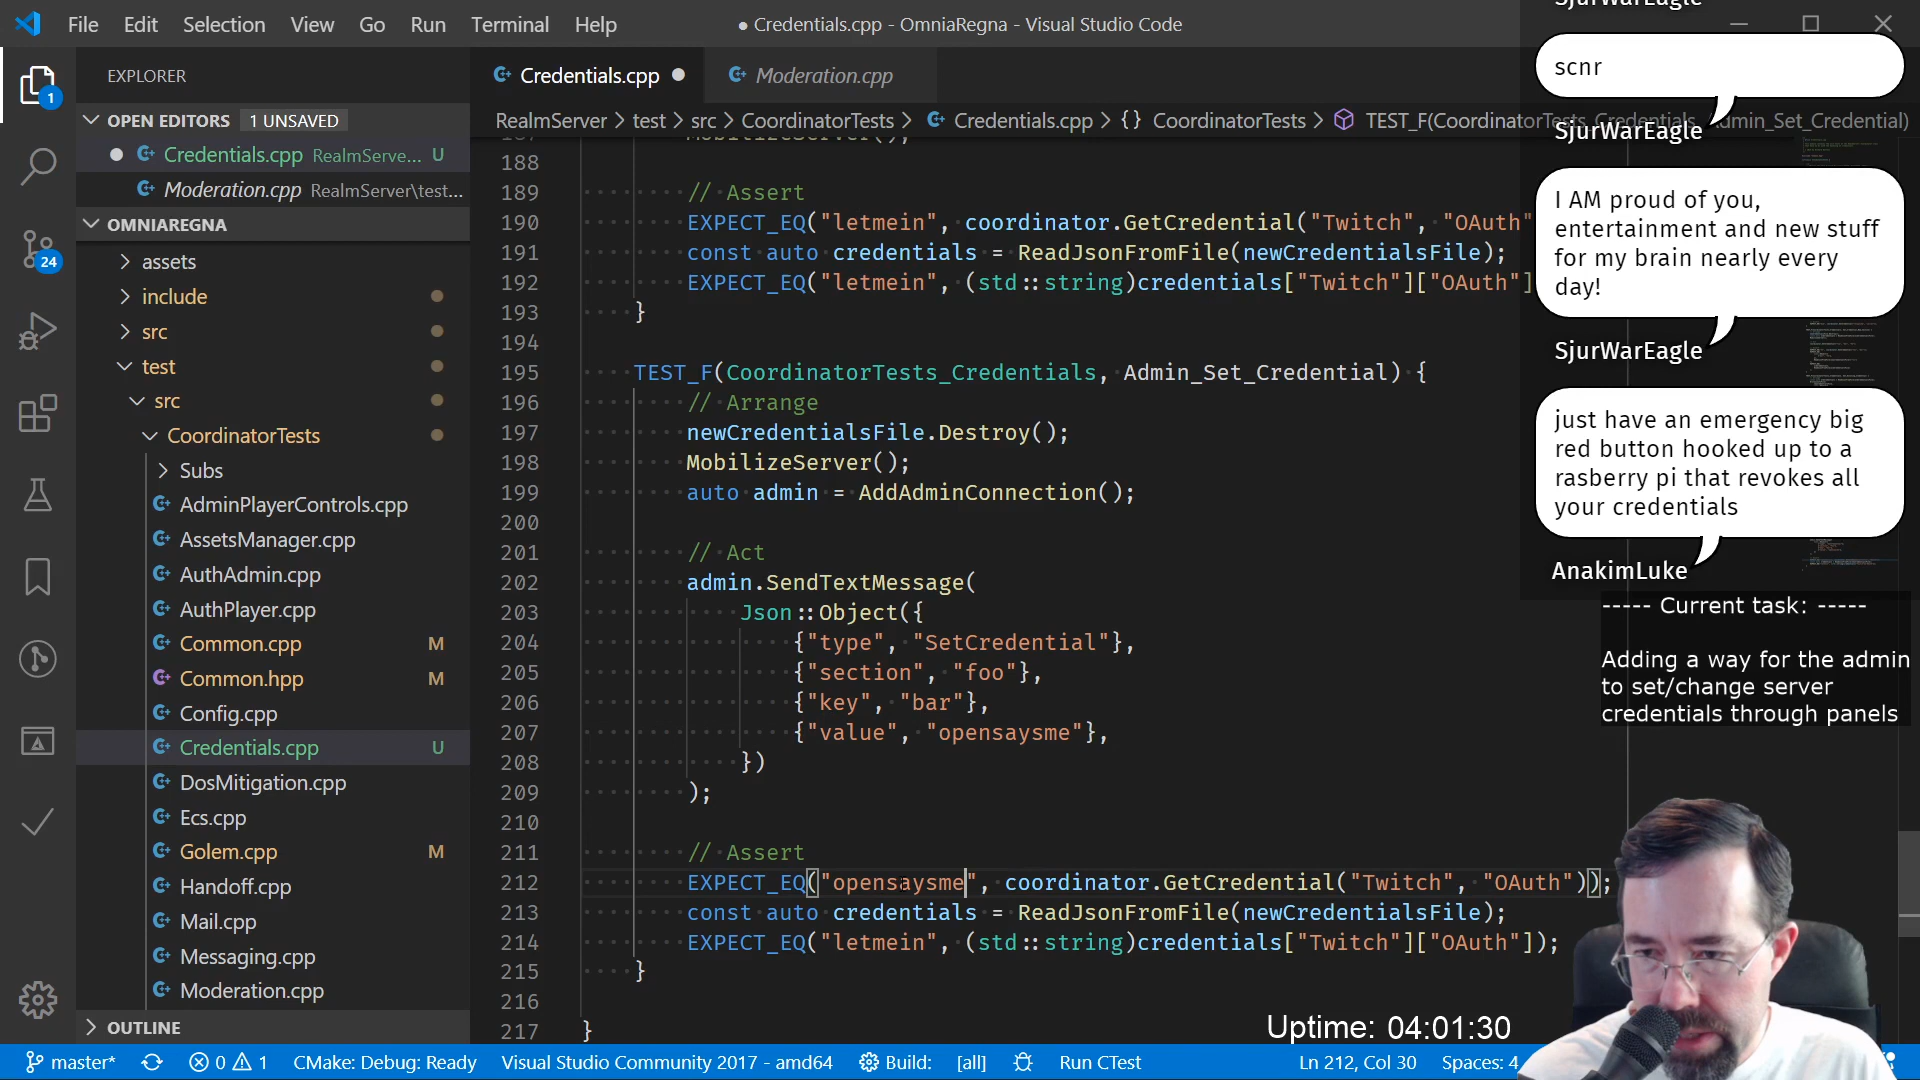 File Edit Selection View Go Run Terminal Help
● Credentials.cpp - OmniaRegna - Visual Studio Code
EXPLORER
OPEN EDITORS 1 UNSAVED
Credentials.cpp RealmServe... U
Moderation.cpp RealmServer\test...
OMNIAREGNA
assets
include
src
test
src
CoordinatorTests
Subs
AdminPlayerControls.cpp
AssetsManager.cpp
AuthAdmin.cpp
AuthPlayer.cpp
Common.cpp M
Common.hpp M
Config.cpp
Credentials.cpp U
DosMitigation.cpp
Ecs.cpp
Golem.cpp M
Handoff.cpp
Mail.cpp
Messaging.cpp
Moderation.cpp
OUTLINE
1
24
Credentials.cpp
Moderation.cpp
RealmServer > test > src > CoordinatorTests > Credentials.cpp > {} CoordinatorTests > TEST_F(CoordinatorTests_Credentials, Admin_Set_Credential)
187 MobilizeServer();
188
189 // Assert
190 EXPECT_EQ("letmein", coordinator.GetCredential("Twitch", "OAuth"
191 const auto credentials = ReadJsonFromFile(newCredentialsFile);
192 EXPECT_EQ("letmein", (std::string)credentials["Twitch"]["OAuth"]
193 }
194
195 TEST_F(CoordinatorTests_Credentials, Admin_Set_Credential) {
196 // Arrange
197 newCredentialsFile.Destroy();
198 MobilizeServer();
199 auto admin = AddAdminConnection();
200
201 // Act
202 admin.SendTextMessage(
203 Json::Object({
204 {"type", "SetCredential"},
205 {"section", "foo"},
206 {"key", "bar"},
207 {"value", "opensaysme"},
208 })
209 );
210
211 // Assert
212 EXPECT_EQ("opensaysme", coordinator.GetCredential("Twitch", "OAuth"));
213 const auto credentials = ReadJsonFromFile(newCredentialsFile);
214 EXPECT_EQ("letmein", (std::string)credentials["Twitch"]["OAuth"]);
215 }
216
217 }
SjurWarEagle
scnr
SjurWarEagle
I AM proud of you,
entertainment and new stuff
for my brain nearly every
day!
SjurWarEagle
just have an emergency big
red button hooked up to a
rasberry pi that revokes all
your credentials
AnakimLuke
----- Current task: -----
Adding a way for the admin
to set/change server
credentials through panels
Uptime: 04:01:30
master* 0 1 CMake: Debug: Ready Visual Studio Community 2017 - amd64 Build: [all] Run CTest Ln 212, Col 30 Spaces: 4